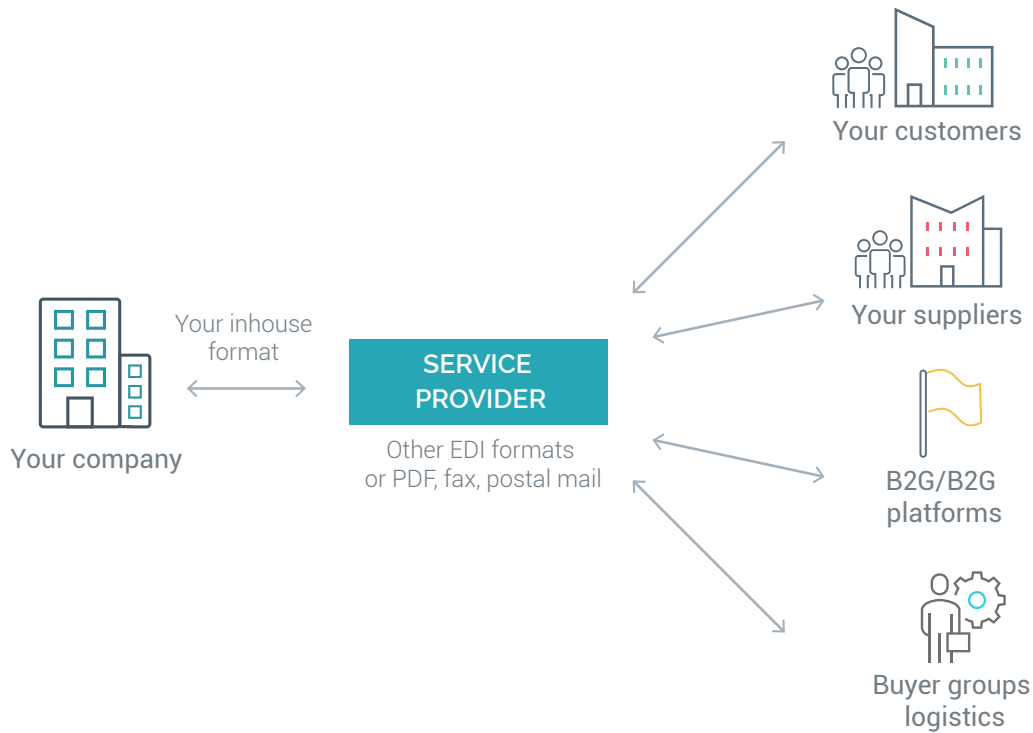 Your customers
Your suppliers
Your inhouse
format
SERVICE
PROVIDER
Your company
Other EDI formats
or PDF, fax, postal mail
B2G/B2G
platforms
Buyer groups
logistics